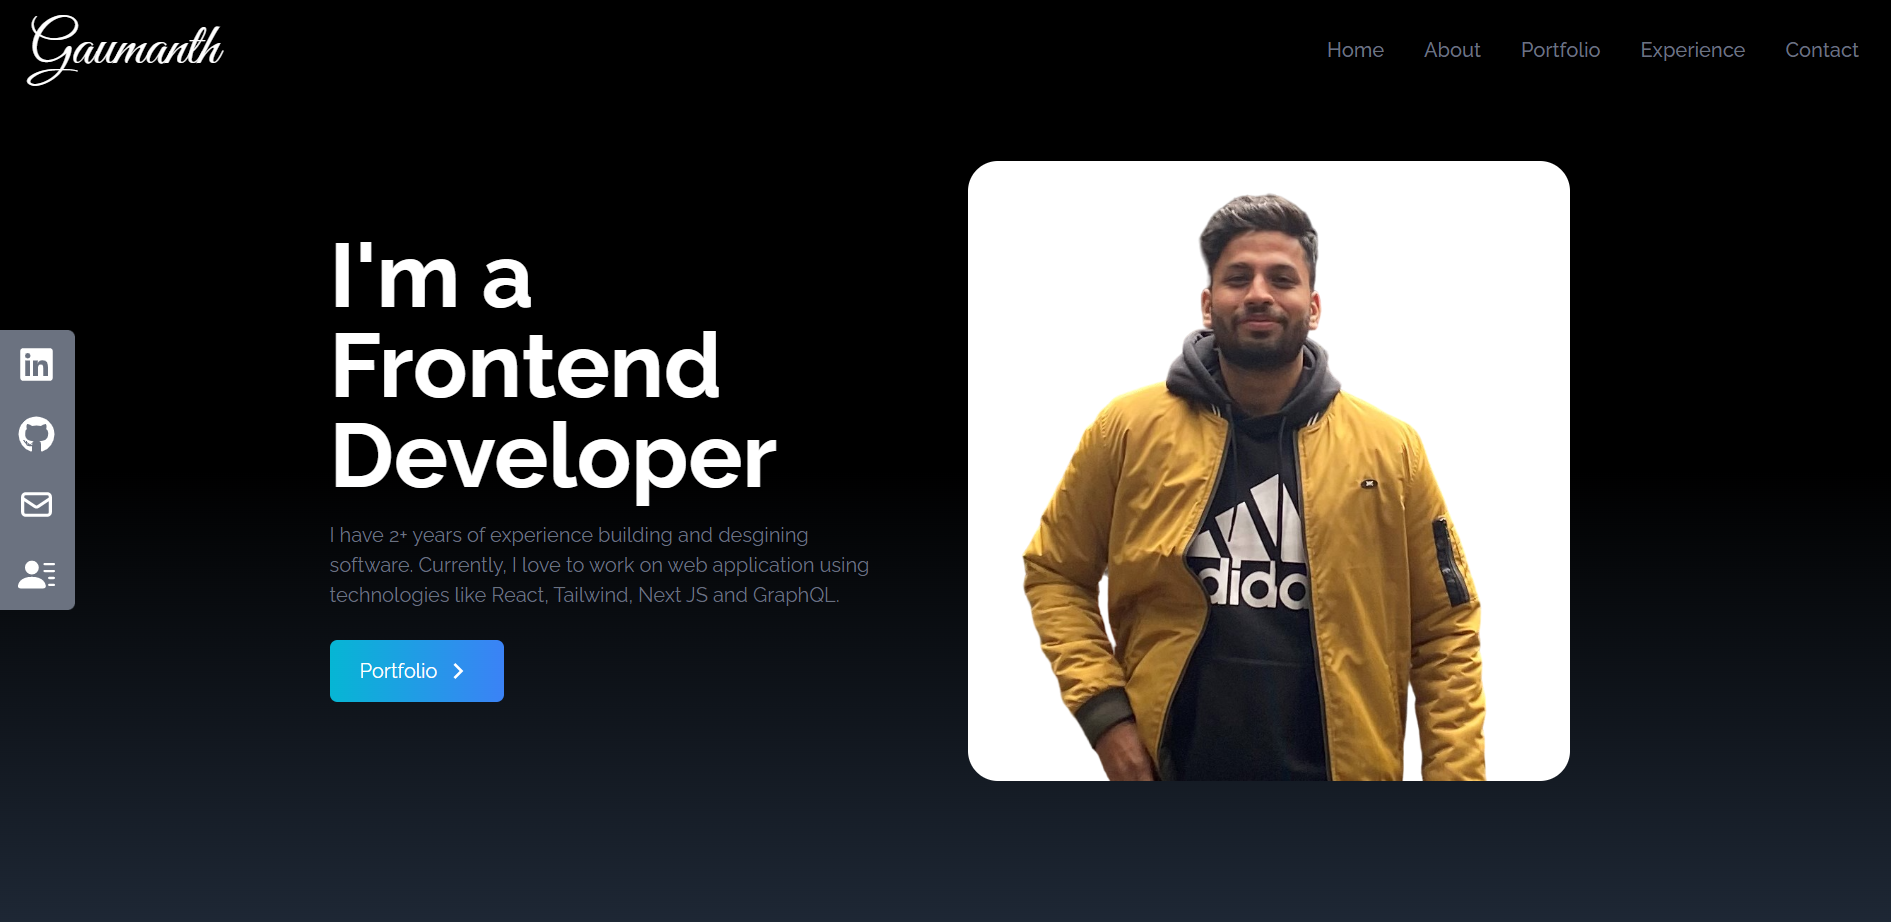 Gaumanth
Home
About
Portfolio
Experience
Contact
I'm a
Frontend
Developer
I have 2+ years of experience building and desgining
software. Currently, I love to work on web application using
technologies like React, Tailwind, Next JS and GraphQL.
Portfolio
in
dida